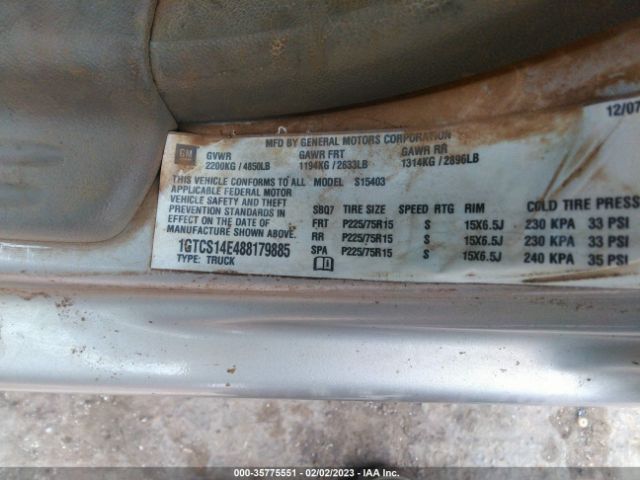 12/07
MFD BY GENERAL MOTORS CORPORATION
GM GVWR GAWR FRT GAWR RR
2200KG / 4850LB 1194KG / 2633LB 1314KG / 2896LB
THIS VEHICLE CONFORMS TO ALL MODEL S15403
APPLICABLE FEDERAL MOTOR
VEHICLE SAFETY AND THEFT
PREVENTION STANDARDS IN
EFFECT ON THE DATE OF
MANUFACTURE SHOWN ABOVE.
1GTCS14E488179885
TYPE: TRUCK
SBQ7 TIRE SIZE SPEED RTG RIM COLD TIRE PRESS
FRT P225/75R15 S 15X6.5J 230 KPA 33 PSI
RR P225/75R15 S 15X6.5J 230 KPA 33 PSI
SPA P225/75R15 S 15X6.5J 240 KPA 35 PSI
000-35775551 - 02/02/2023 - IAA Inc.